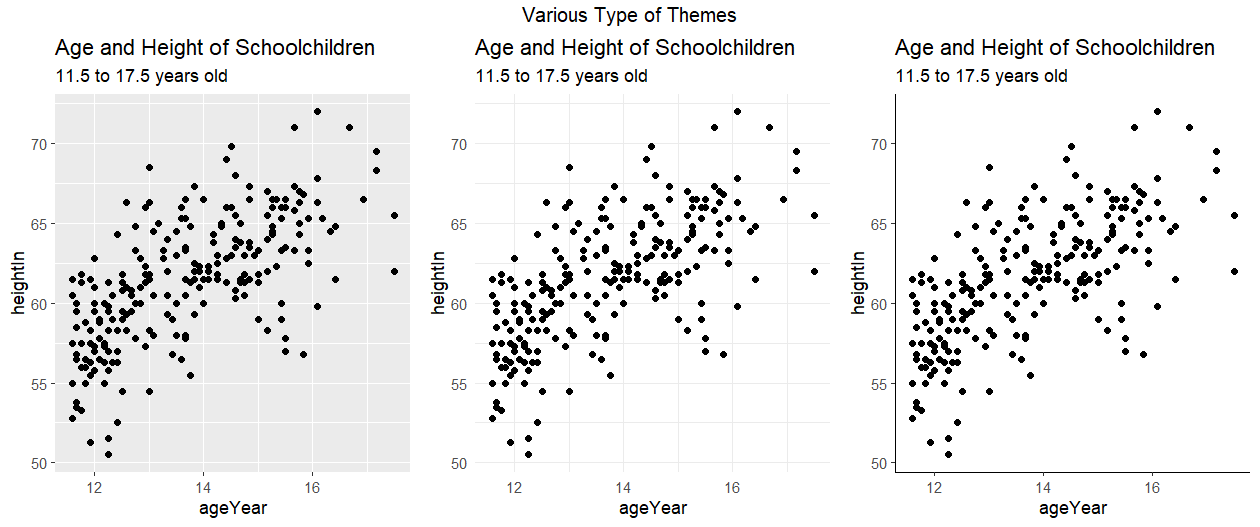 Various Type of Themes
Age and Height of Schoolchildren
11.5 to 17.5 years old
heightIn
70
65
60
55
50
12 14 16
ageYear
Age and Height of Schoolchildren
11.5 to 17.5 years old
heightIn
70
65
60
55
50
12 14 16
ageYear
Age and Height of Schoolchildren
11.5 to 17.5 years old
heightIn
70
65
60
55
50
12 14 16
ageYear